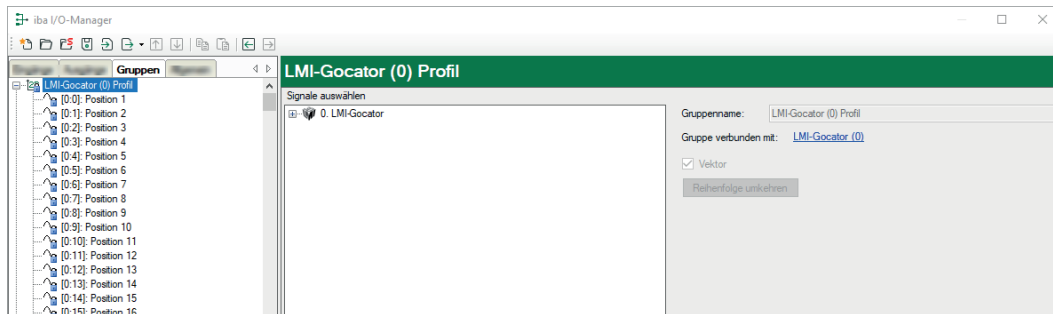 iba I/O-Manager
Gruppen
LMI-Gocator (0) Profil
[0:0]: Position 1
[0:1]: Position 2
[0:2]: Position 3
[0:3]: Position 4
[0:4]: Position 5
[0:5]: Position 6
[0:6]: Position 7
[0:7]: Position 8
[0:8]: Position 9
[0:9]: Position 10
[0:10]: Position 11
[0:11]: Position 12
[0:12]: Position 13
[0:13]: Position 14
[0:14]: Position 15
[0:15]: Position 16
LMI-Gocator (0) Profil
Signale auswählen
0. LMI-Gocator
Gruppenname: LMI-Gocator (0) Profil
Gruppe verbunden mit: LMI-Gocator (0)
Vektor
Reihenfolge umkehren